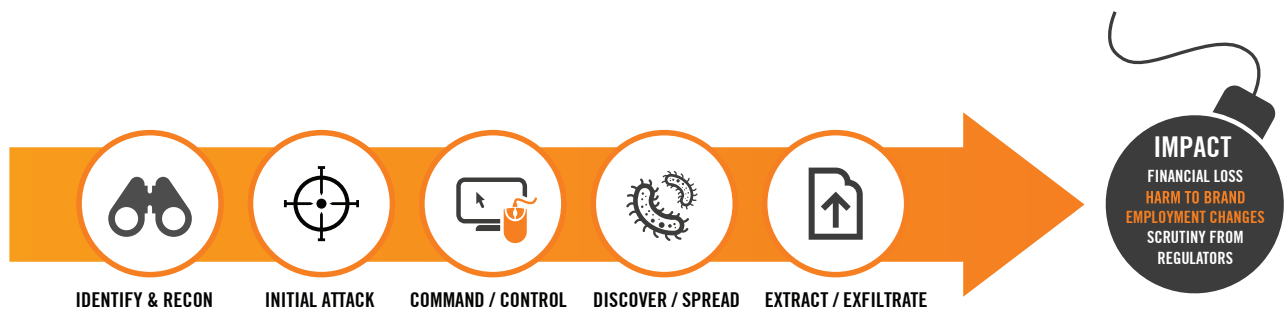 IMPACT
FINANCIAL LOSS
HARM TO BRAND
EMPLOYMENT CHANGES
SCRUTINY FROM
REGULATORS
IDENTIFY & RECON
INITIAL ATTACK
COMMAND / CONTROL
DISCOVER / SPREAD
EXTRACT / EXFILTRATE